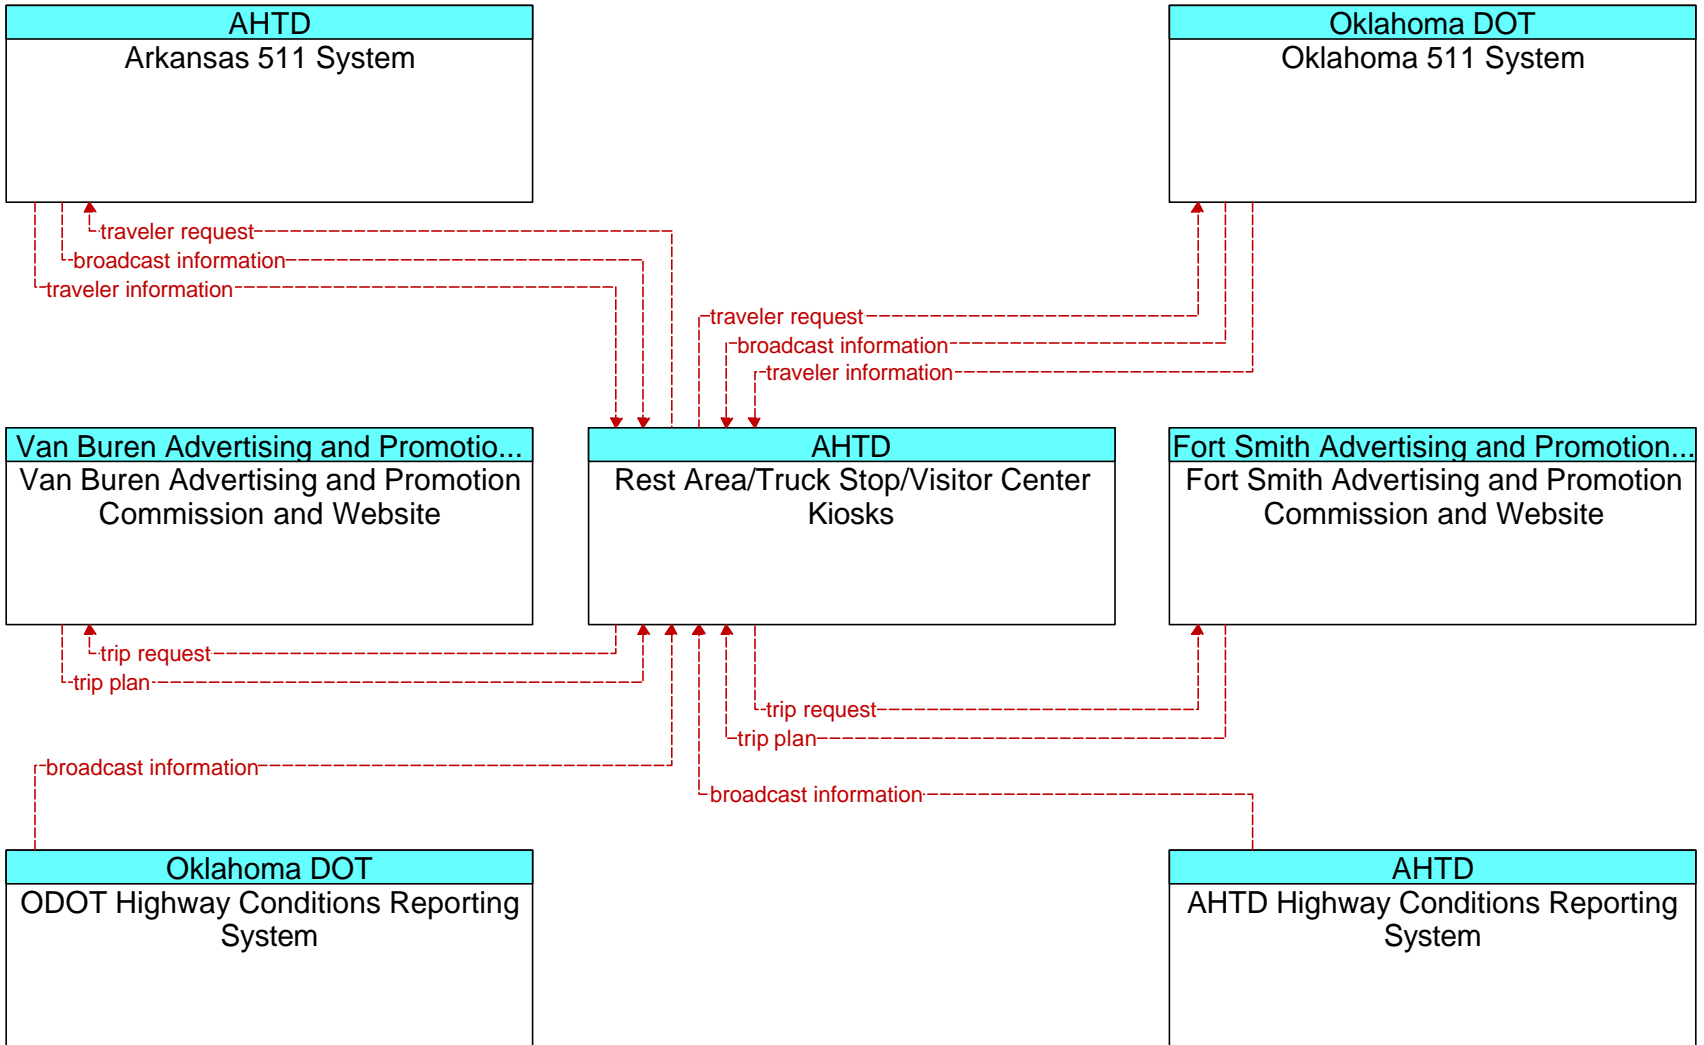 AHTD
Arkansas 511 System
Oklahoma DOT
Oklahoma 511 System
traveler request
broadcast information
traveler information
traveler request
broadcast information
traveler information
Van Buren Advertising and Promotio...
Van Buren Advertising and Promotion
Commission and Website
AHTD
Rest Area/Truck Stop/Visitor Center
Kiosks
Fort Smith Advertising and Promotion...
Fort Smith Advertising and Promotion
Commission and Website
trip request
trip plan
trip request
trip plan
broadcast information
broadcast information
Oklahoma DOT
ODOT Highway Conditions Reporting
System
AHTD
AHTD Highway Conditions Reporting
System